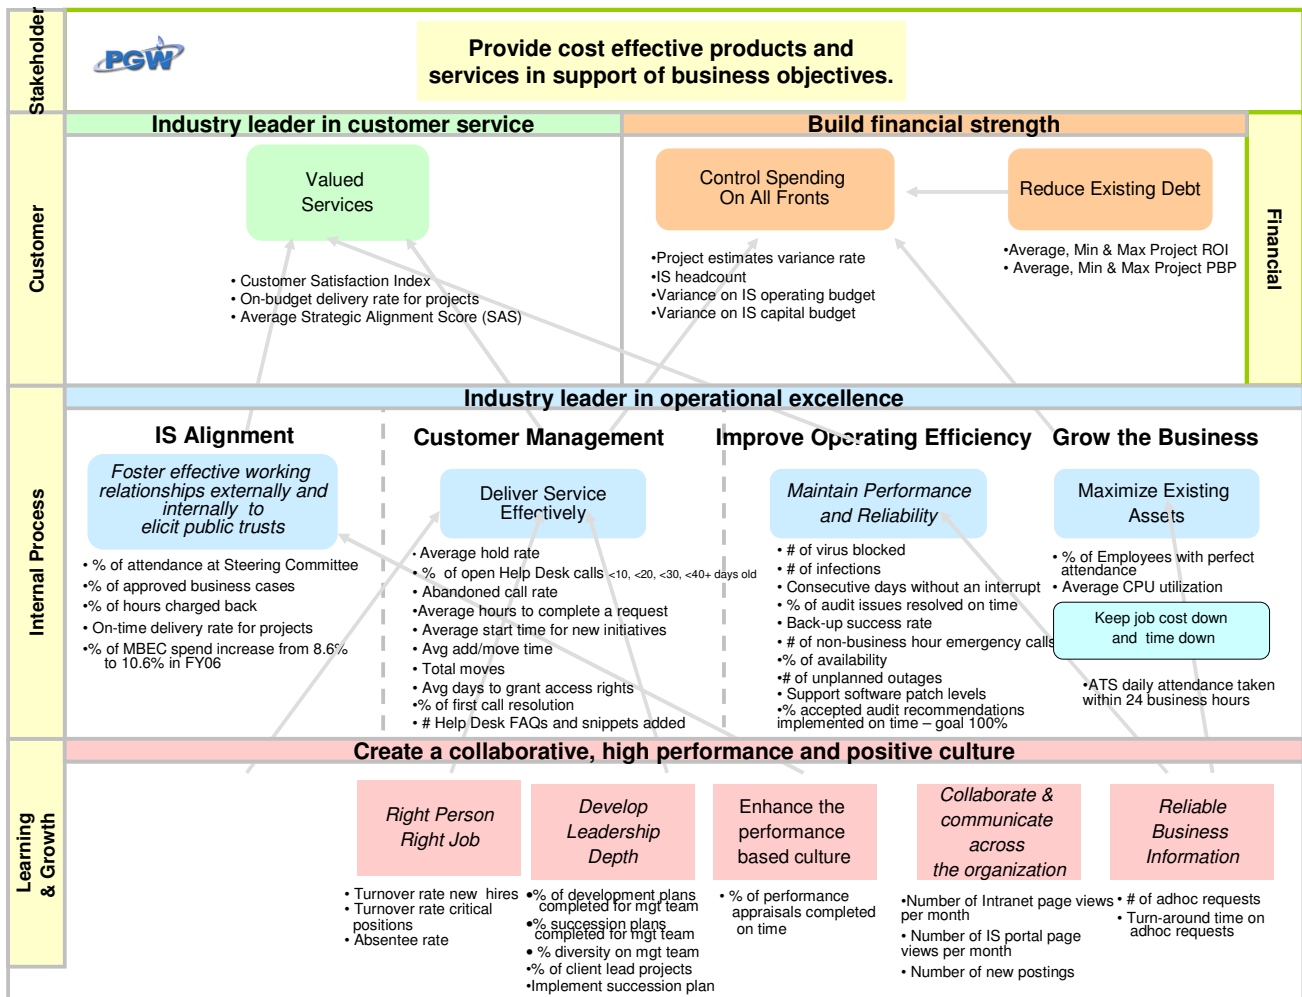 Stakeholder
PGW
Provide cost effective products and
services in support of business objectives.
Customer
Industry leader in customer service
Build financial strength
Financial
Valued
Services
• Customer Satisfaction Index
• On-budget delivery rate for projects
• Average Strategic Alignment Score (SAS)
Control Spending
On All Fronts
•Project estimates variance rate
•IS headcount
•Variance on IS operating budget
•Variance on IS capital budget
Reduce Existing Debt
•Average, Min & Max Project ROI
• Average, Min & Max Project PBP
Internal Process
Industry leader in operational excellence
IS Alignment
Foster effective working
relationships externally and
internally to
elicit public trusts
• % of attendance at Steering Committee
•% of approved business cases
•% of hours charged back
• On-time delivery rate for projects
•% of MBEC spend increase from 8.6%
to 10.6% in FY06
Customer Management
Deliver Service
Effectively
• Average hold rate
• % of open Help Desk calls <10, <20, <30, <40+ days old
• Abandoned call rate
•Average hours to complete a request
• Average start time for new initiatives
• Avg add/move time
• Total moves
• Avg days to grant access rights
•% of first call resolution
• # Help Desk FAQs and snippets added
Improve Operating Efficiency
Maintain Performance
and Reliability
• # of virus blocked
• # of infections
• Consecutive days without an interrupt
• % of audit issues resolved on time
• Back-up success rate
• # of non-business hour emergency calls
•% of availability
•# of unplanned outages
• Support software patch levels
•% accepted audit recommendations
implemented on time – goal 100%
Grow the Business
Maximize Existing
Assets
• % of Employees with perfect
attendance
• Average CPU utilization
Keep job cost down
and time down
•ATS daily attendance taken
within 24 business hours
Learning
& Growth
Create a collaborative, high performance and positive culture
Right Person
Right Job
• Turnover rate new hires
• Turnover rate critical
positions
• Absentee rate
Develop
Leadership
Depth
•% of development plans
completed for mgt team
•% succession plans
completed for mgt team
• % diversity on mgt team
•% of client lead projects
•Implement succession plan
Enhance the
performance
based culture
• % of performance
appraisals completed
on time
Collaborate &
communicate
across
the organization
•Number of Intranet page views
per month
• Number of IS portal page
views per month
• Number of new postings
Reliable
Business
Information
• # of adhoc requests
• Turn-around time on
adhoc requests